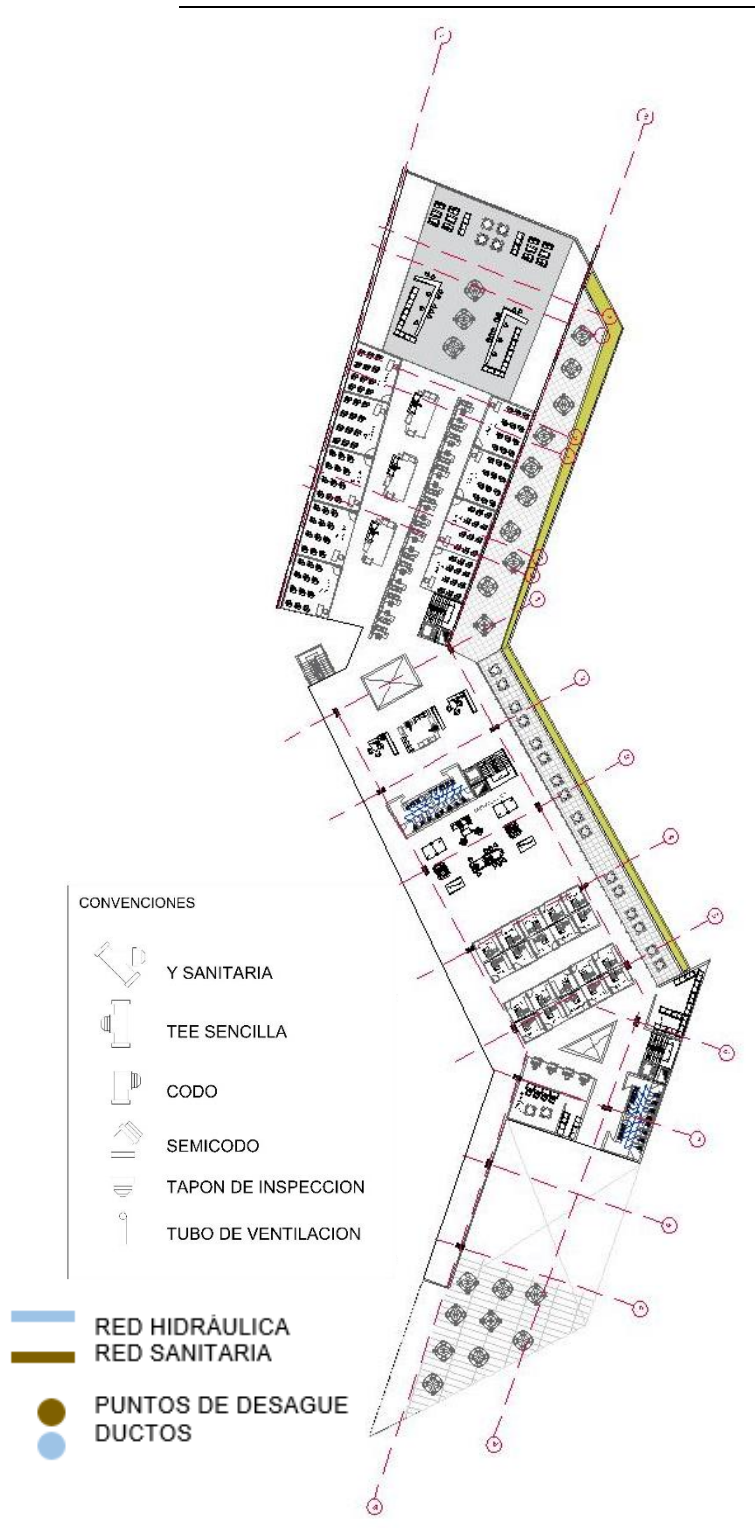 CONVENCIONES
Y SANITARIA
TEE SENCILLA
CODO
SEMICODO
TAPON DE INSPECCION
TUBO DE VENTILACION
RED HIDRÁULICA
RED SANITARIA
PUNTOS DE DESAGUE
DUCTOS